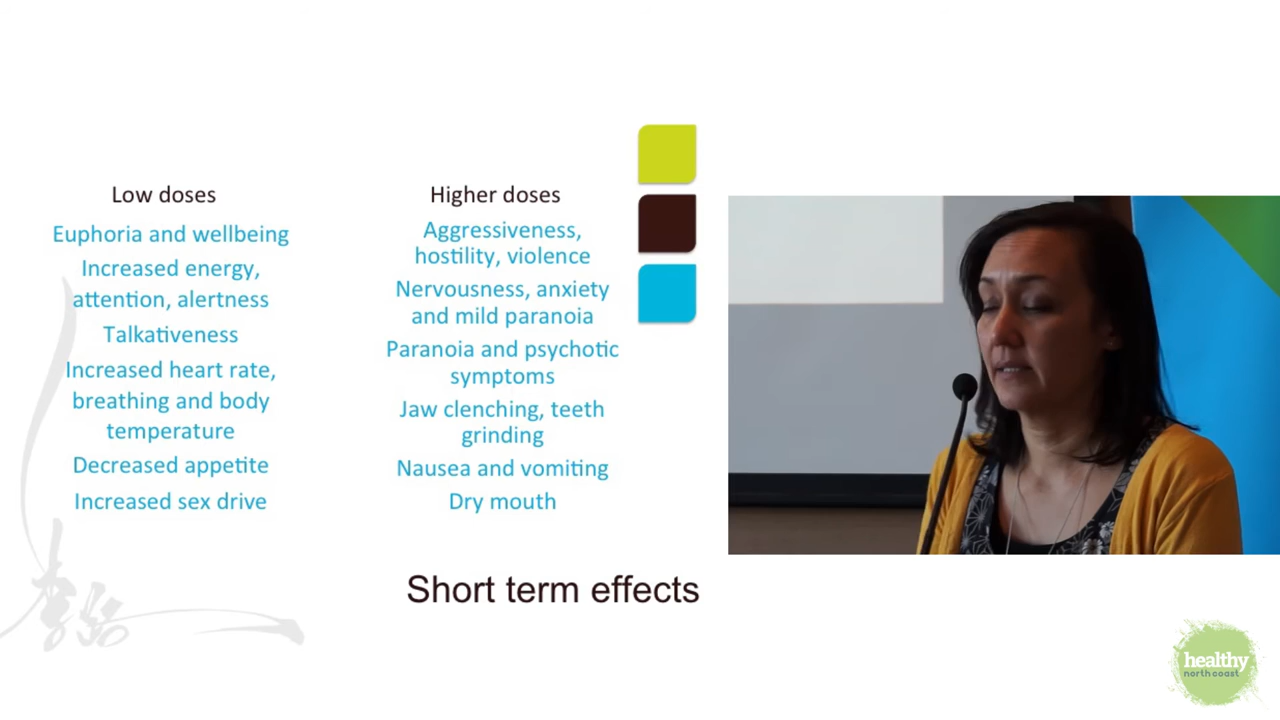 Low doses
Euphoria and wellbeing
Increased energy,
attention, alertness
Talkativeness
Increased heart rate,
breathing and body
temperature
Decreased appetite
Increased sex drive
Higher doses
Aggressiveness,
hostility, violence
Nervousness, anxiety
and mild paranoia
Paranoia and psychotic
symptoms
Jaw clenching, teeth
grinding
Nausea and vomiting
Dry mouth
Short term effects
healthy
north coast